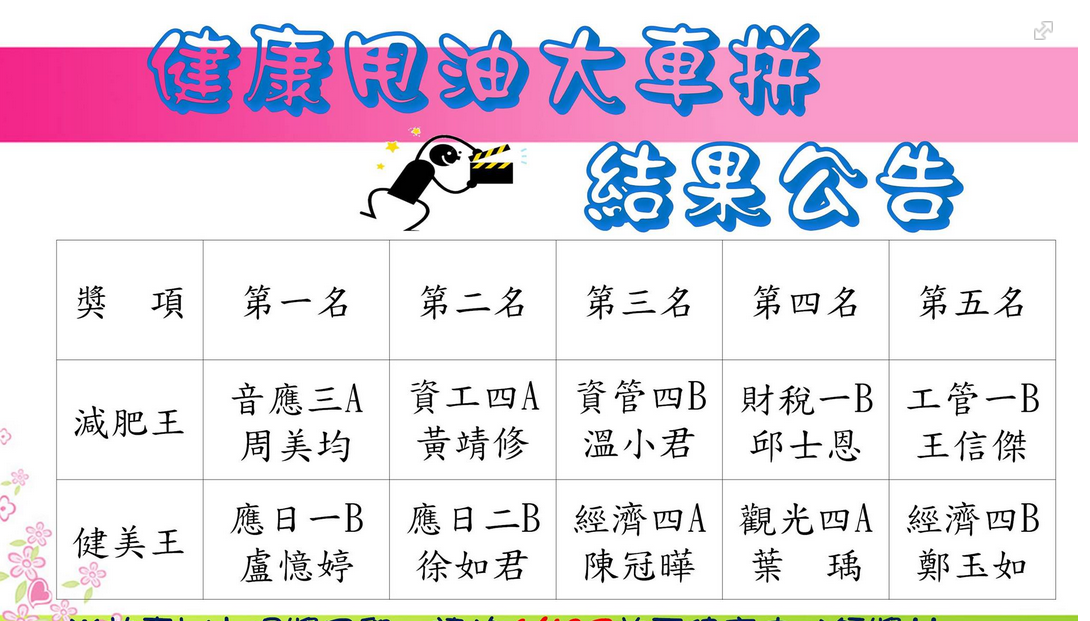 健康甩油大車拼
結果公告
獎　項 第一名 第二名 第三名 第四名 第五名
減肥王 音應三A 資工四A 資管四B 財稅一B 工管一B
周美均 黃靖修 溫小君 邱士恩 王信傑
健美王 應日一B 應日二B 經濟四A 觀光四A 經濟四B
盧憶婷 徐如君 陳冠曄 葉　瑀 鄭玉如